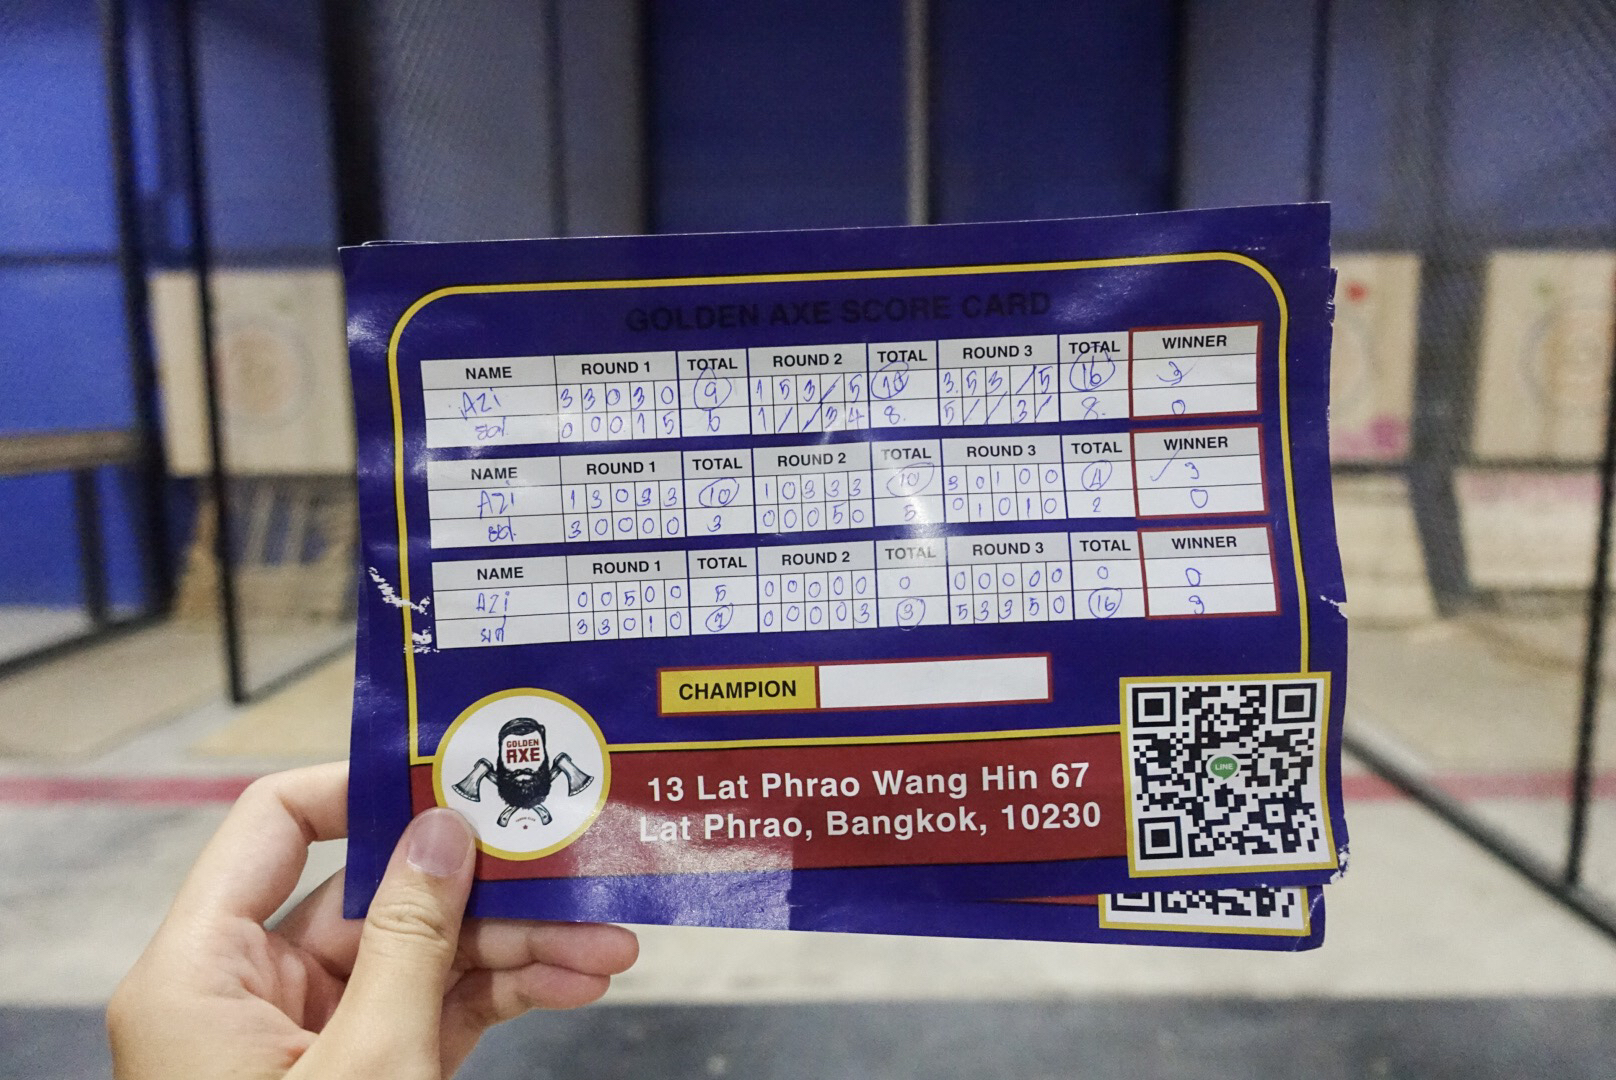 GOLDEN AXE SCORE CARD
NAME ROUND 1 TOTAL ROUND 2 TOTAL ROUND 3 TOTAL WINNER
Azi 3 3 0 3 0 9 1 5 3 / 5 3 5 3 / 5 16 3
0 0 0 1 5 1 / / 3 4 8. 5 / / 3 / 8. 0
NAME ROUND 1 TOTAL ROUND 2 TOTAL ROUND 3 TOTAL WINNER
AZi 1 3 0 3 3 10 1 0 3 3 3 10 3 0 1 0 0 4 3
3 0 0 0 0 3 0 0 0 5 0 5 0 1 0 1 0 2 0
NAME ROUND 1 TOTAL ROUND 2 TOTAL ROUND 3 TOTAL WINNER
AZi 0 0 5 0 0 5 0 0 0 0 0 0 0 0 0 0 0 0 0
3 3 0 1 0 7 0 0 0 0 3 3 5 3 3 5 0 16 3
CHAMPION
GOLDEN
AXE
13 Lat Phrao Wang Hin 67
Lat Phrao, Bangkok, 10230
LINE